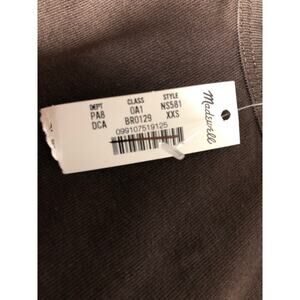 DEPT CLASS STYLE
PA8 0A1 NS581
DCA BR0129 XXS
099107519125
Madewell